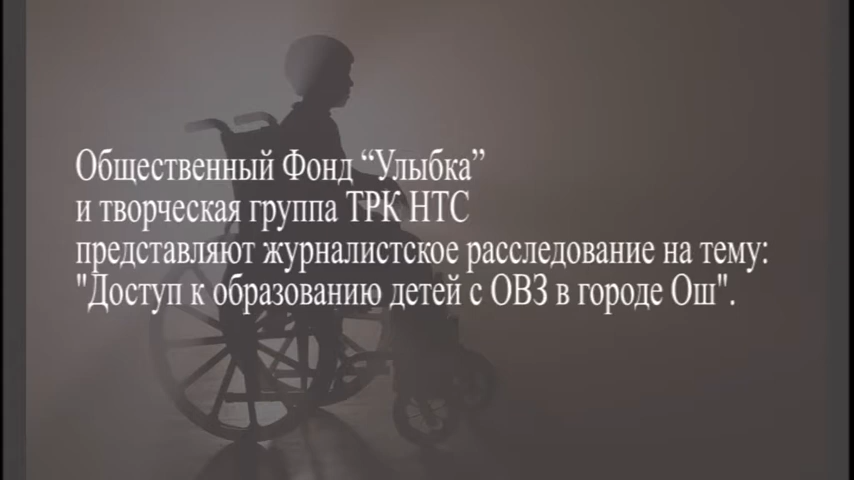 Общественный Фонд “Улыбка”
и творческая группа ТРК НТС
представляют журналистское расследование на тему:
"Доступ к образованию детей с ОВЗ в городе Ош".